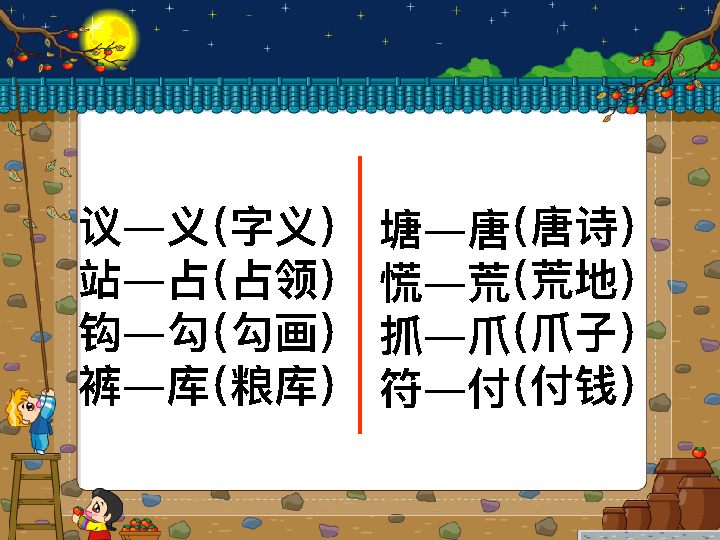 议—义(字义)
站—占(占领)
钩—勾(勾画)
裤—库(粮库)
塘—唐(唐诗)
慌—荒(荒地)
抓—爪(爪子)
符—付(付钱)